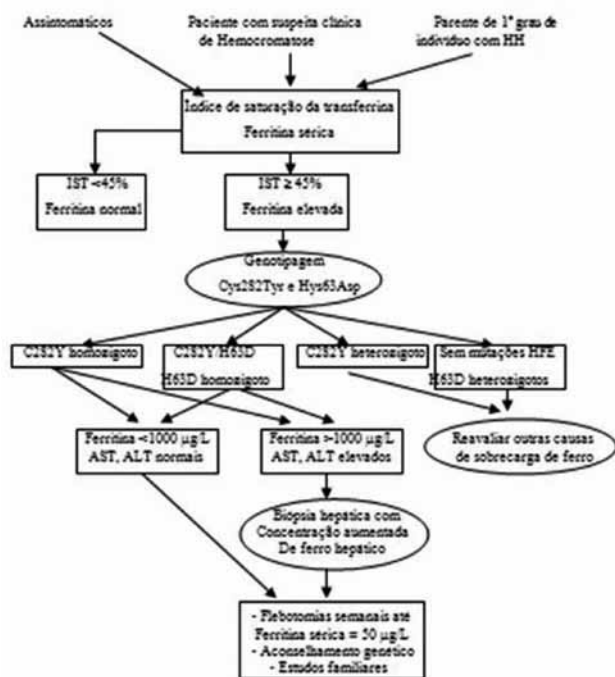 Assintomáticos
Paciente com suspeita clínica
de Hemocromatose
Parente de 1º grau de
indivíduo com HH
Índice de saturação da transferrina
Ferritina sérica
IST <45%
Ferritina normal
IST ≥ 45%
Ferritina elevada
Genotipagem
Cys282Tyr e Hys63Asp
C282Y homozigoto
C282Y/H63D
H63D homozigoto
C282Y heterozigoto
Sem mutações HFE
H63D heterozigotos
Ferritina <1000 µg/L
AST, ALT normais
Ferritina >1000 µg/L
AST, ALT elevados
Reavaliar outras causas
de sobrecarga de ferro
Biópsia hepática com
Concentração aumentada
De ferro hepático
- Flebotomias semanais até
Ferritina sérica = 50 µg/L
- Aconselhamento genético
- Estudos familiares